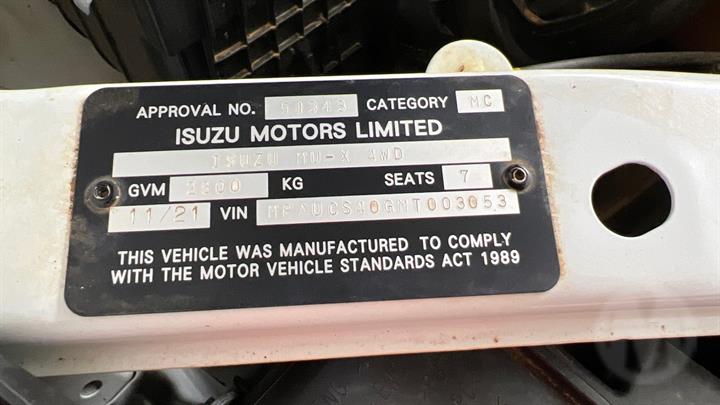 APPROVAL NO. 51343 CATEGORY MC
ISUZU MOTORS LIMITED
ISUZU MU-X 4WD
GVM 2800 KG SEATS 7
11/21 VIN
THIS VEHICLE WAS MANUFACTURED TO COMPLY
WITH THE MOTOR VEHICLE STANDARDS ACT 1989